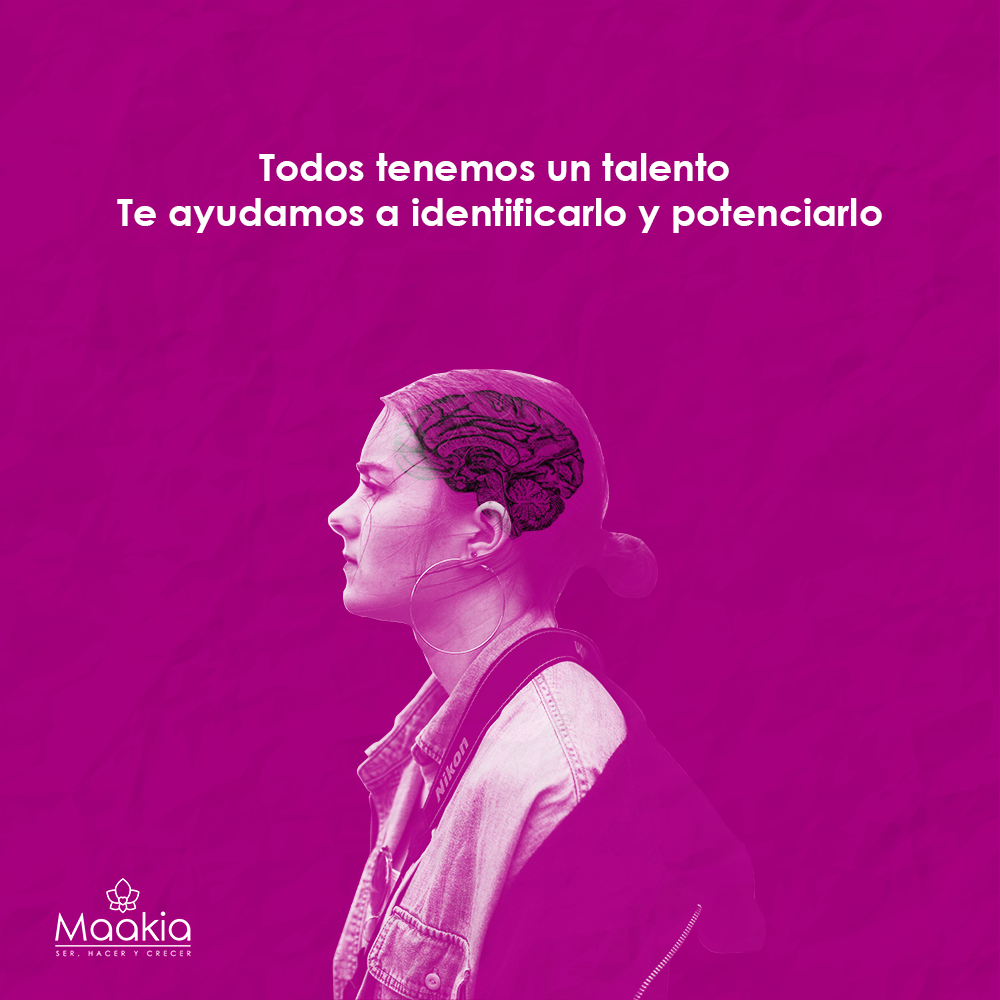 Todos tenemos un talento
Te ayudamos a identificarlo y potenciarlo
Nikon
Maakia
SER, HACER Y CRECER